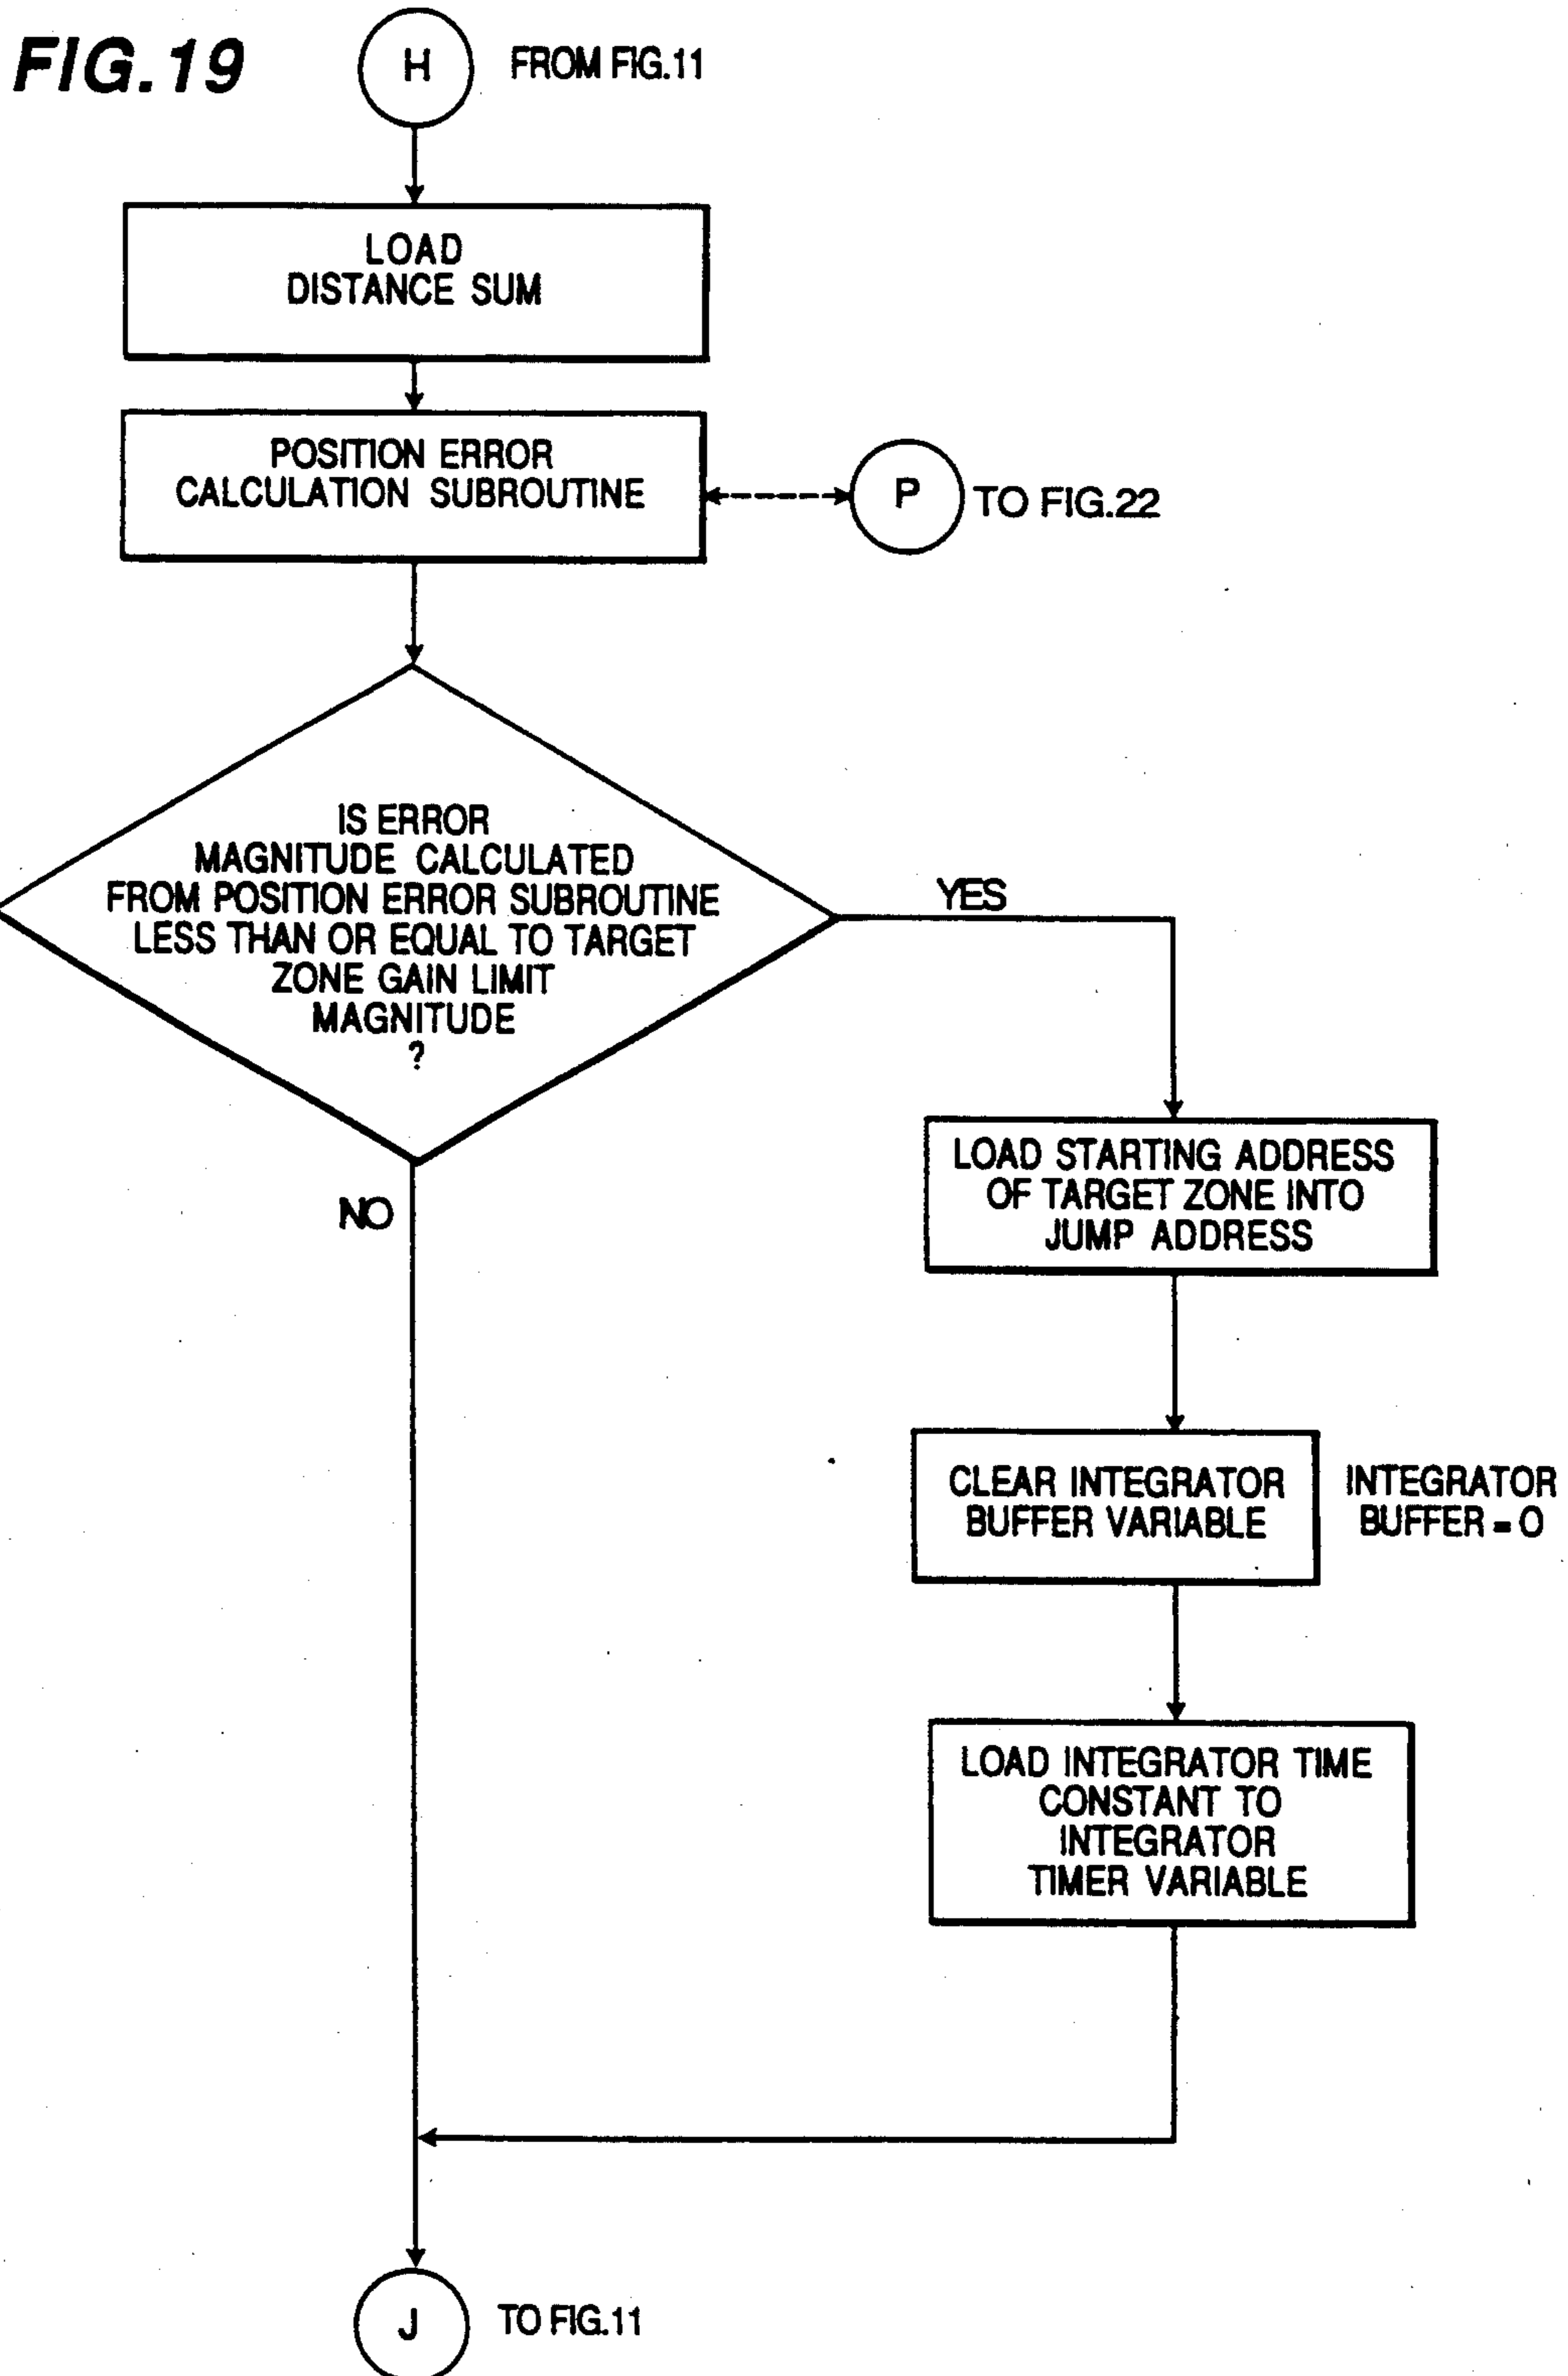 FIG.19
H
FROM FIG.11
LOAD
DISTANCE SUM
POSITION ERROR
CALCULATION SUBROUTINE
P
TO FIG.22
IS ERROR
MAGNITUDE CALCULATED
FROM POSITION ERROR SUBROUTINE
LESS THAN OR EQUAL TO TARGET
ZONE GAIN LIMIT
MAGNITUDE
?
YES
NO
LOAD STARTING ADDRESS
OF TARGET ZONE INTO
JUMP ADDRESS
CLEAR INTEGRATOR
BUFFER VARIABLE
INTEGRATOR
BUFFER = 0
LOAD INTEGRATOR TIME
CONSTANT TO
INTEGRATOR
TIMER VARIABLE
J
TO FIG.11